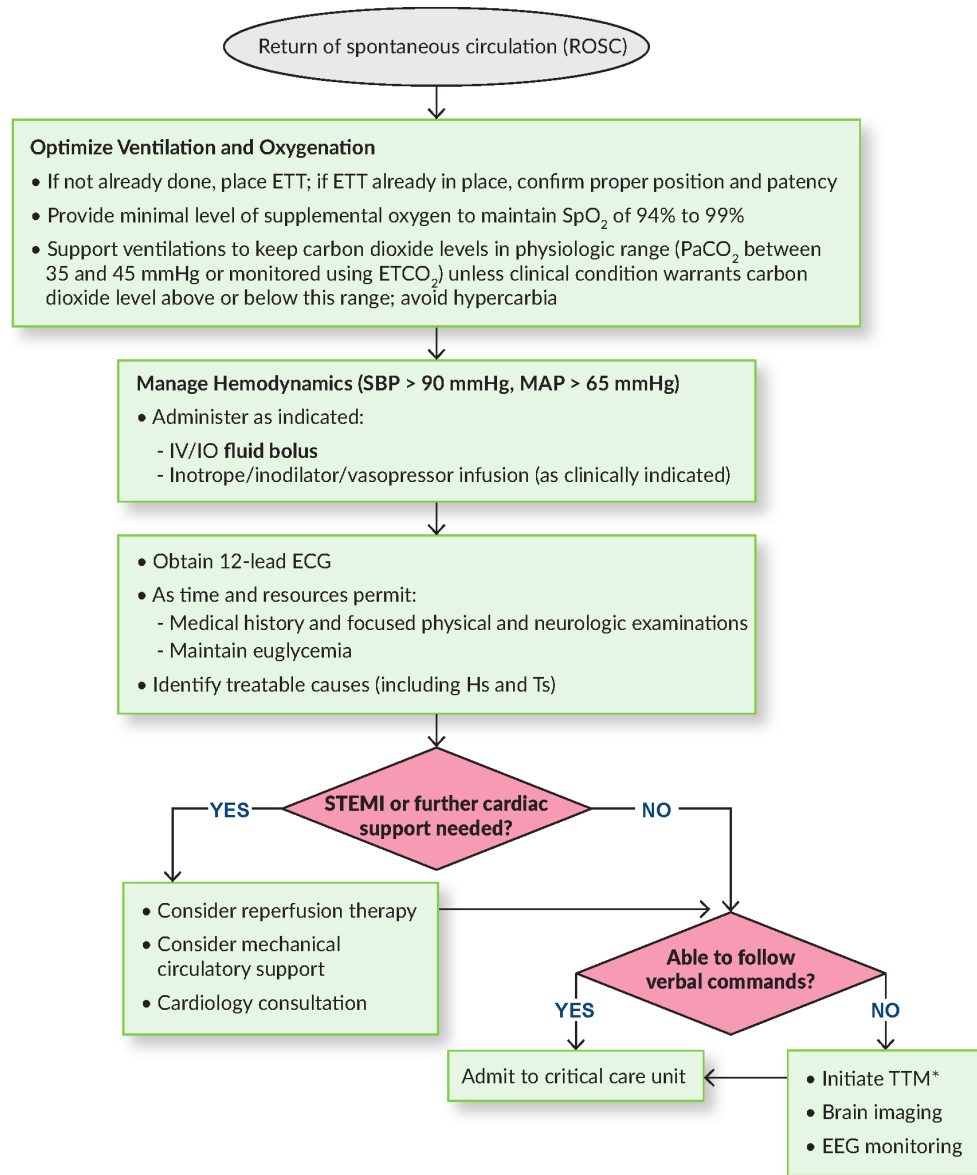 Return of spontaneous circulation (ROSC)
Optimize Ventilation and Oxygenation
• If not already done, place ETT; if ETT already in place, confirm proper position and patency
• Provide minimal level of supplemental oxygen to maintain SpO₂ of 94% to 99%
• Support ventilations to keep carbon dioxide levels in physiologic range (PaCO₂ between
35 and 45 mmHg or monitored using ETCO₂) unless clinical condition warrants carbon
dioxide level above or below this range; avoid hypercarbia
Manage Hemodynamics (SBP > 90 mmHg, MAP > 65 mmHg)
• Administer as indicated:
- IV/IO fluid bolus
- Inotrope/inodilator/vasopressor infusion (as clinically indicated)
• Obtain 12-lead ECG
• As time and resources permit:
- Medical history and focused physical and neurologic examinations
- Maintain euglycemia
• Identify treatable causes (including Hs and Ts)
STEMI or further cardiac
support needed?
YES
NO
• Consider reperfusion therapy
• Consider mechanical
circulatory support
• Cardiology consultation
Able to follow
verbal commands?
YES
NO
Admit to critical care unit
• Initiate TTM*
• Brain imaging
• EEG monitoring